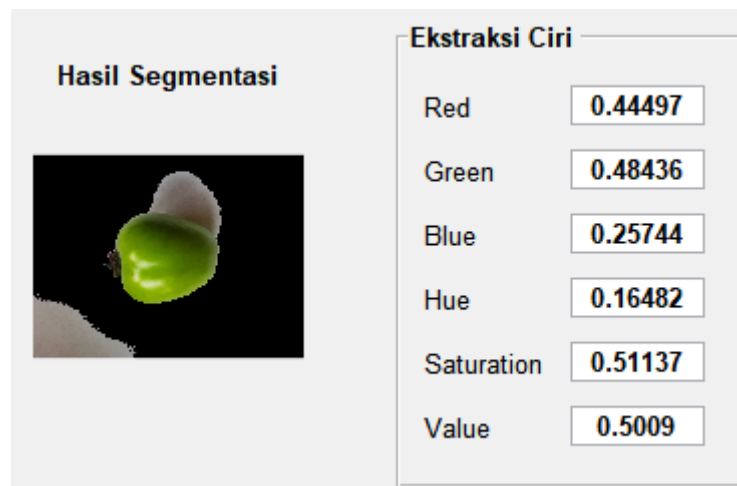 Hasil Segmentasi
Ekstraksi Ciri
Red 0.44497
Green 0.48436
Blue 0.25744
Hue 0.16482
Saturation 0.51137
Value 0.5009